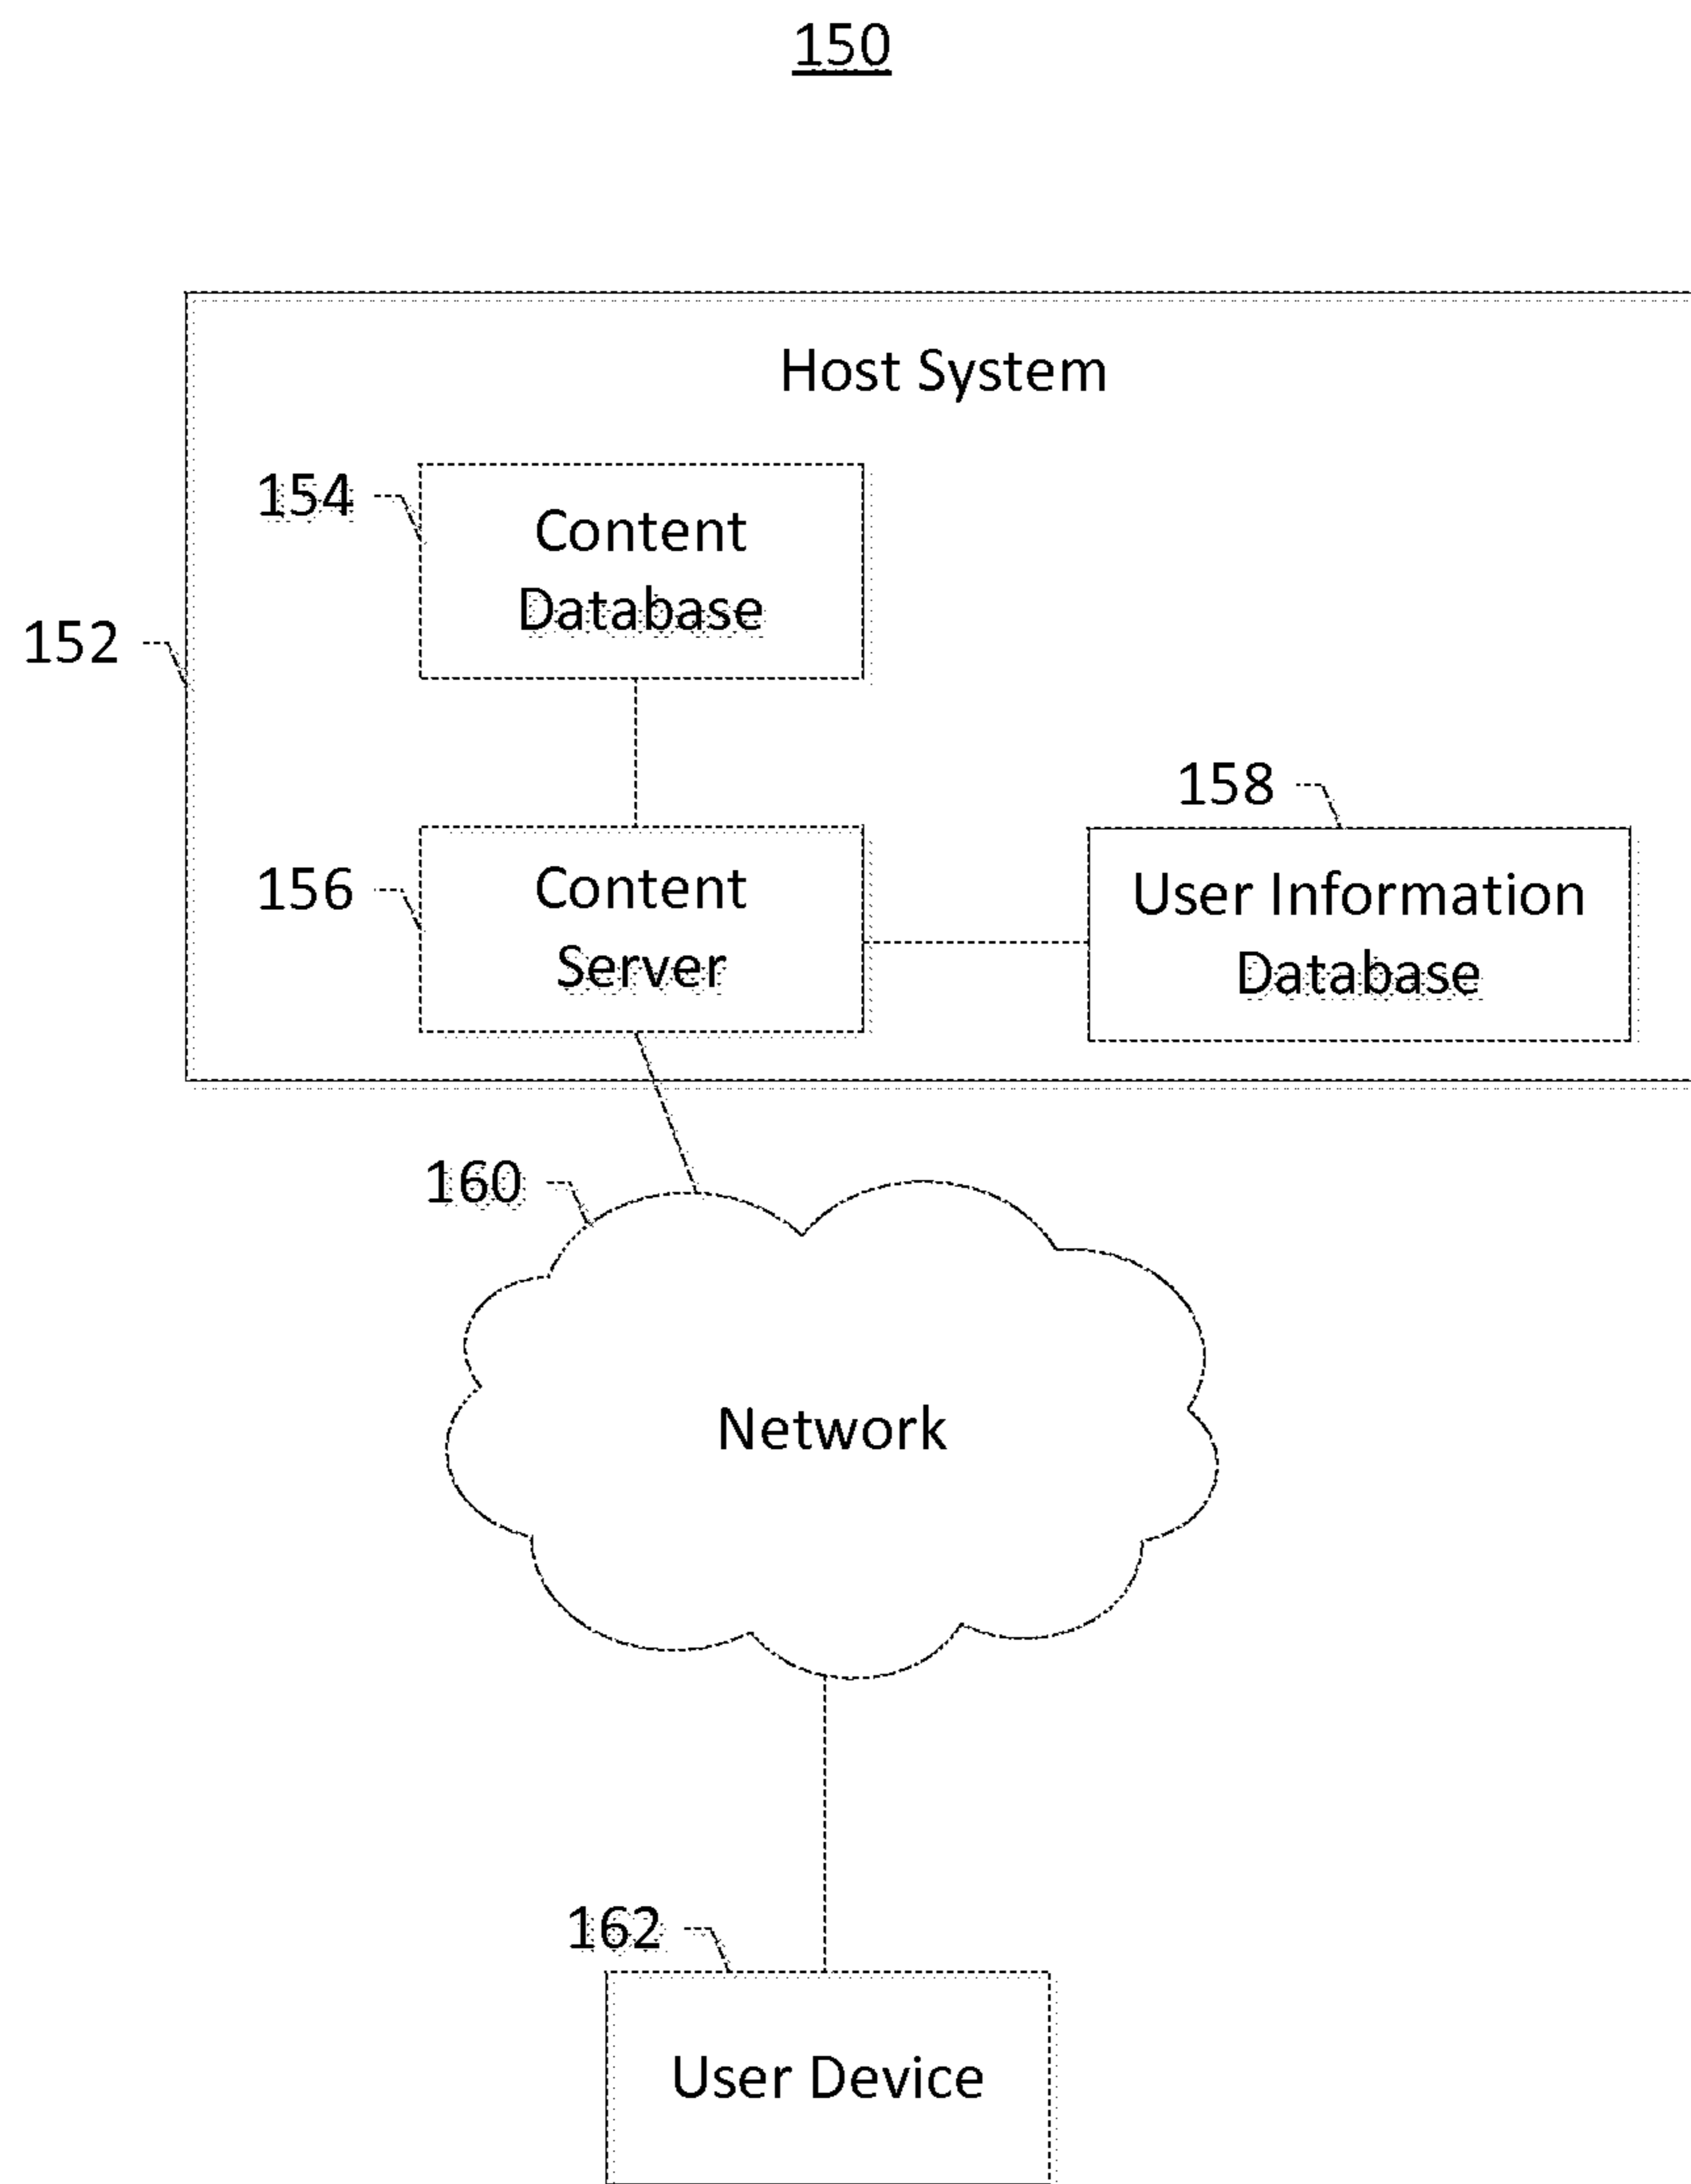 150
Host System
154
Content
Database
152
158
156
Content
Server
User Information
Database
160
Network
162
User Device